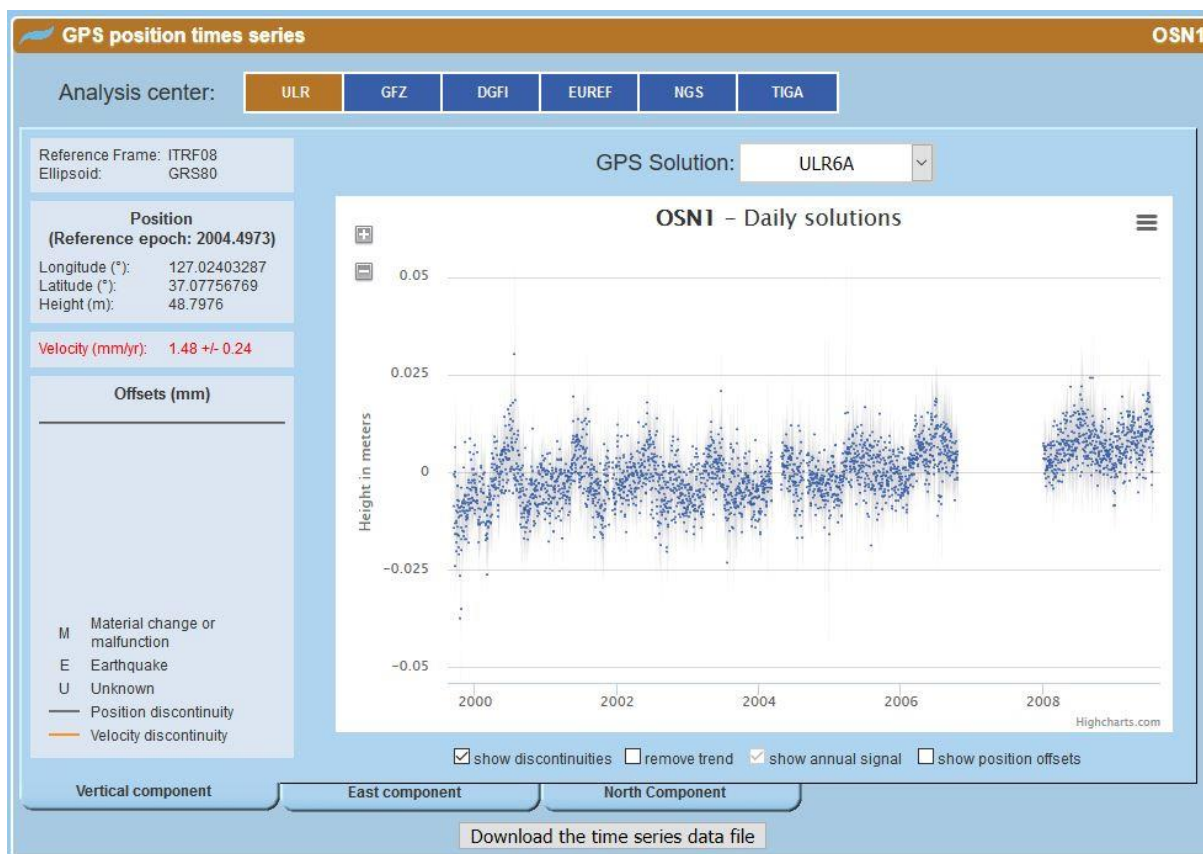 GPS position times series
OSN1
Analysis center:
ULR
GFZ
DGFI
EUREF
NGS
TIGA
Reference Frame: ITRF08
Ellipsoid: GRS80
GPS Solution: ULR6A
Position
(Reference epoch: 2004.4973)
Longitude (°): 127.02403287
Latitude (°): 37.07756769
Height (m): 48.7976
Velocity (mm/yr): 1.48 +/- 0.24
Offsets (mm)
M Material change or
malfunction
E Earthquake
U Unknown
Position discontinuity
Velocity discontinuity
OSN1 – Daily solutions
Height in meters
0.05
0.025
0
-0.025
-0.05
2000
2002
2004
2006
2008
Highcharts.com
show discontinuities
remove trend
show annual signal
show position offsets
Vertical component
East component
North Component
Download the time series data file